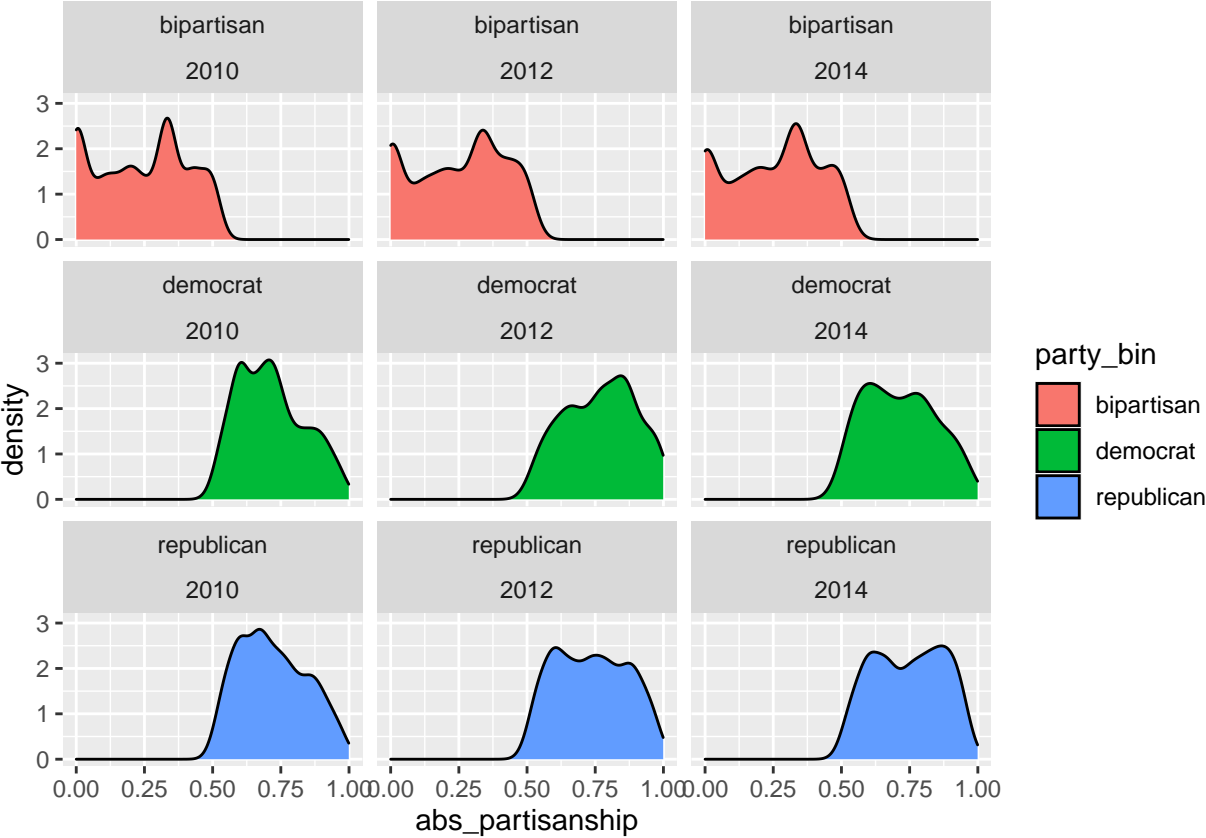 bipartisan bipartisan bipartisan
2010 2012 2014
3
2
1
0
democrat democrat democrat
2010 2012 2014
3
2
1
0
republican republican republican
2010 2012 2014
3
2
1
0
0.00 0.25 0.50 0.75 1.00 0.00 0.25 0.50 0.75 1.00 0.00 0.25 0.50 0.75 1.00
abs_partisanship
density
party_bin
bipartisan
democrat
republican